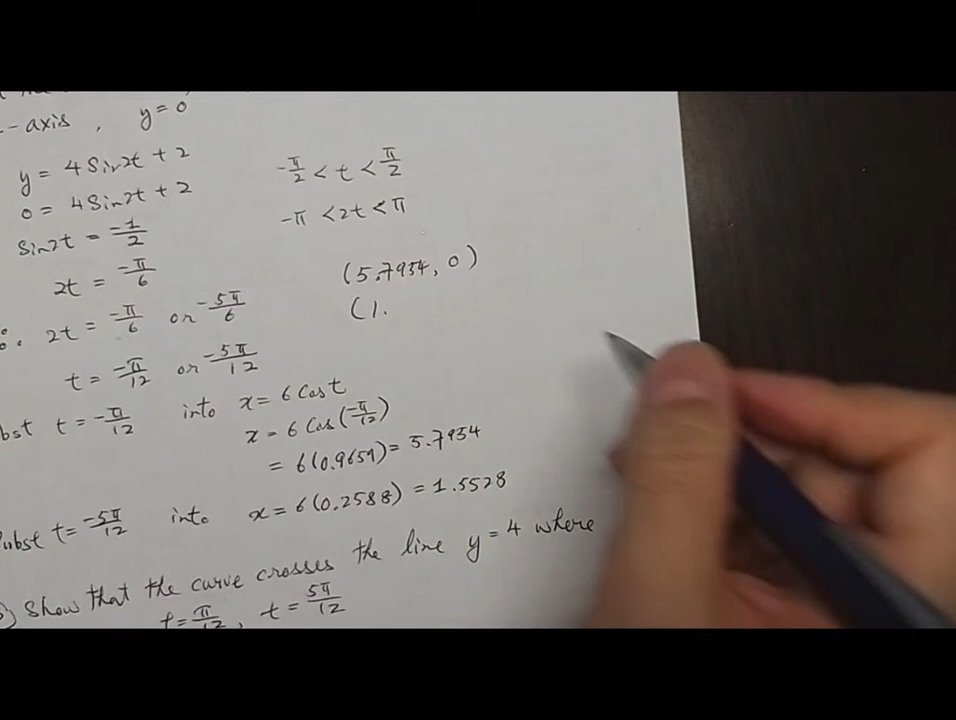 -axis, y=0
y = 4 Sin2t + 2
0 = 4Sin2t + 2
Sin2t = -1/2
2t = -π/6
2t = -π/6 or -5π/6
t = -π/12 or -5π/12
-π/2 < t < π/2
-π < 2t < π
(5.7954, 0)
(1.
t = -π/12 into x = 6 Cos t
x = 6 Cos(-π/12)
= 6(0.9659) = 5.7954
ubst t = -5π/12 into x = 6(0.2588) = 1.5528
) Show that the curve crosses the line y = 4 where
t = π/12, t = 5π/12